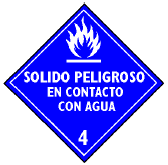 SOLIDO PELIGROSO
EN CONTACTO
CON AGUA
4